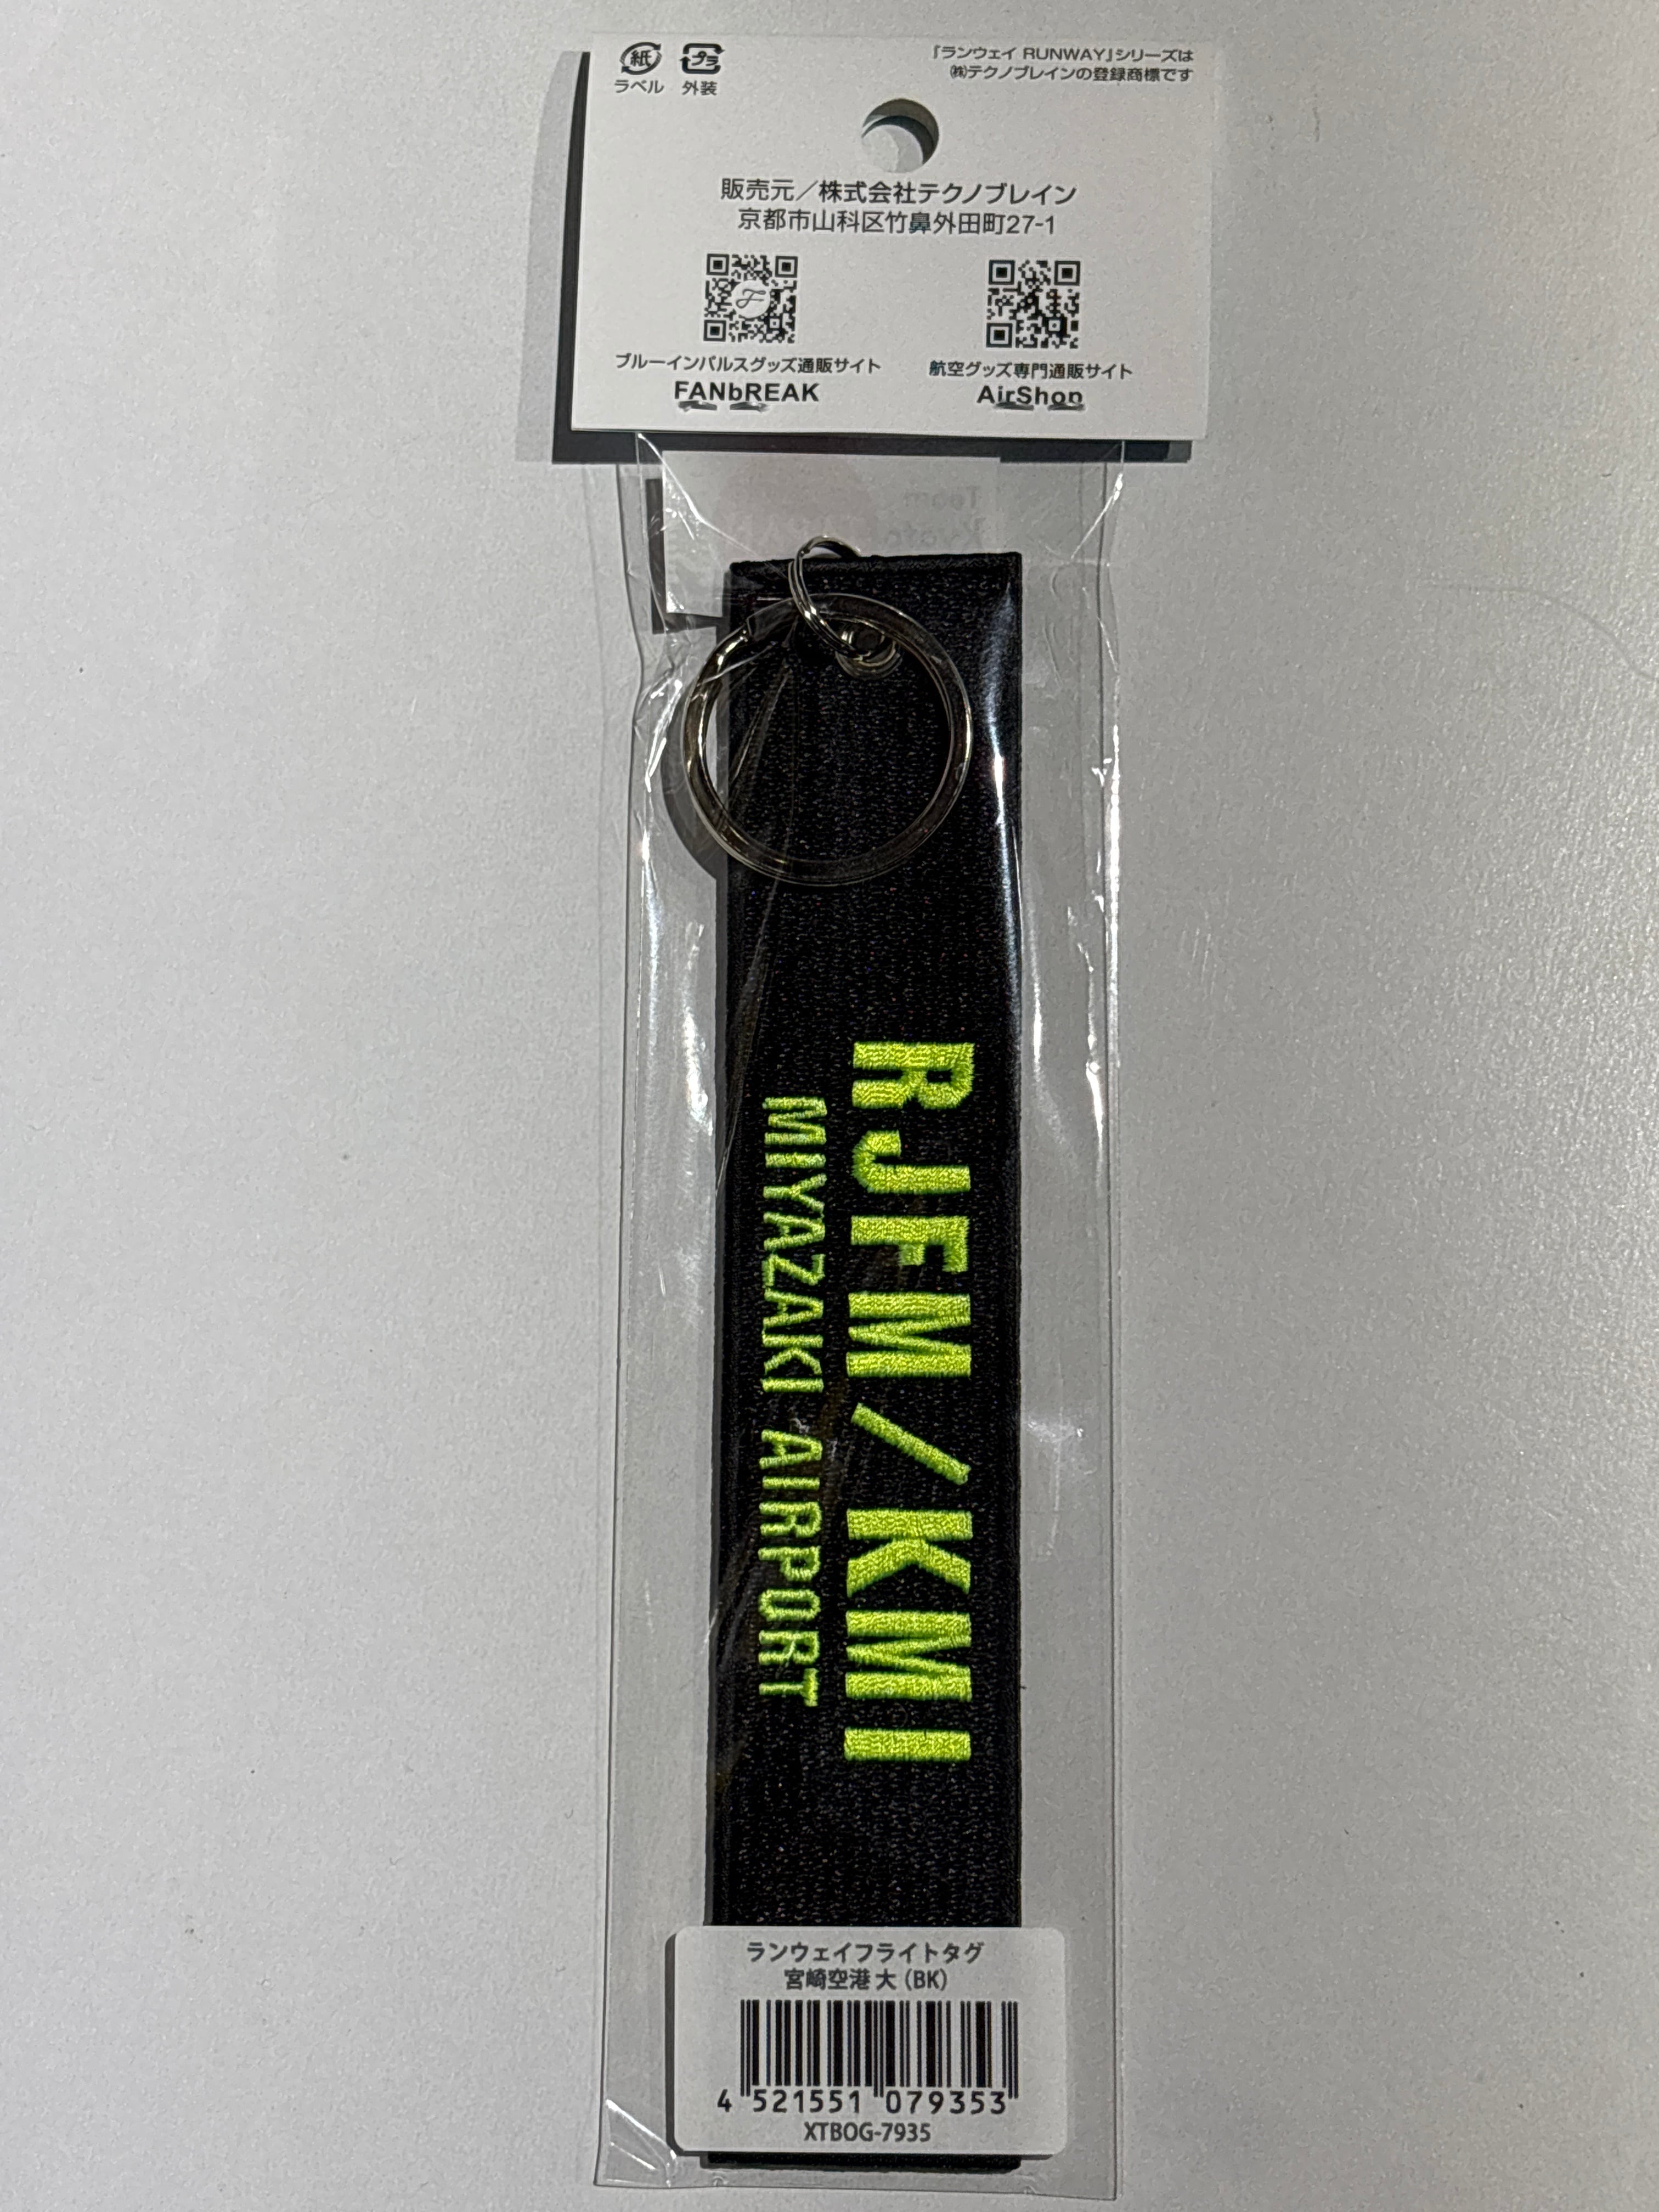 紙
プラ
ラベル 外装
『ランウェイ RUNWAY』シリーズは
㈱テクノブレインの登録商標です
販売元／株式会社テクノブレイン
京都市山科区竹鼻外田町27-1
ブルーインパルスグッズ通販サイト
FANbREAK
航空グッズ専門通販サイト
AirShop
RJFM/KMI
MIYAZAKI AIRPORT
ランウェイフライトタグ
宮崎空港 大（BK）
4 521551 079353
XTBOG-7935